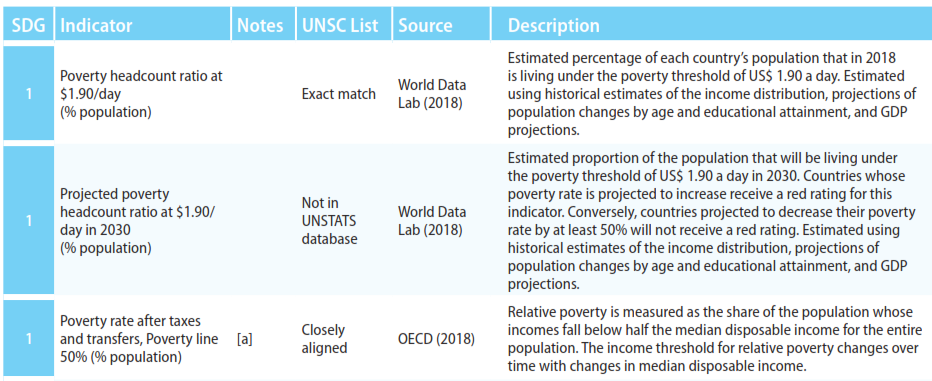 SDG Indicator Notes UNSC List Source Description
1
Poverty headcount ratio at
$1.90/day
(% population)
Exact match
World Data
Lab (2018)
Estimated percentage of each country's population that in 2018
is living under the poverty threshold of US$ 1.90 a day. Estimated
using historical estimates of the income distribution, projections of
population changes by age and educational attainment, and GDP
projections.
1
Projected poverty
headcount ratio at $1.90/
day in 2030
(% population)
Not in
UNSTATS
database
World Data
Lab (2018)
Estimated proportion of the population that will be living under
the poverty threshold of US$ 1.90 a day in 2030. Countries whose
poverty rate is projected to increase receive a red rating for this
indicator. Conversely, countries projected to decrease their poverty
rate by at least 50% will not receive a red rating. Estimated using
historical estimates of the income distribution, projections of
population changes by age and educational attainment, and GDP
projections.
1
Poverty rate after taxes
and transfers, Poverty line
50% (% population)
[a]
Closely
aligned
OECD (2018)
Relative poverty is measured as the share of the population whose
incomes fall below half the median disposable income for the entire
population. The income threshold for relative poverty changes over
time with changes in median disposable income.